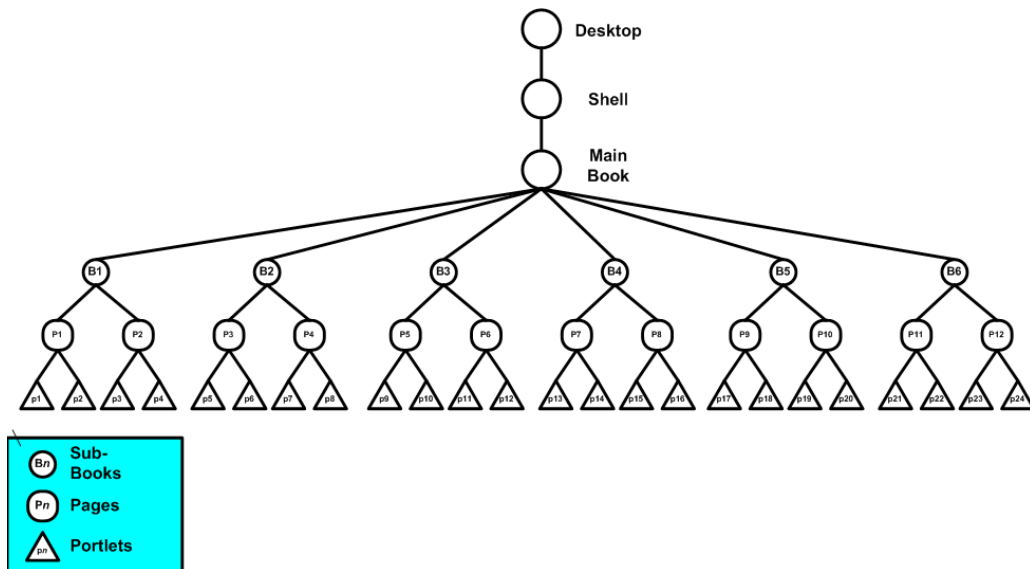 Desktop
Shell
Main
Book
B1 B2 B3 B4 B5 B6
P1 P2 P3 P4 P5 P6 P7 P8 P9 P10 P11 P12
p1 p2 p3 p4 p5 p6 p7 p8 p9 p10 p11 p12 p13 p14 p15 p16 p17 p18 p19 p20 p21 p22 p23 p24
Bn Sub-
Books
Pn Pages
pn Portlets